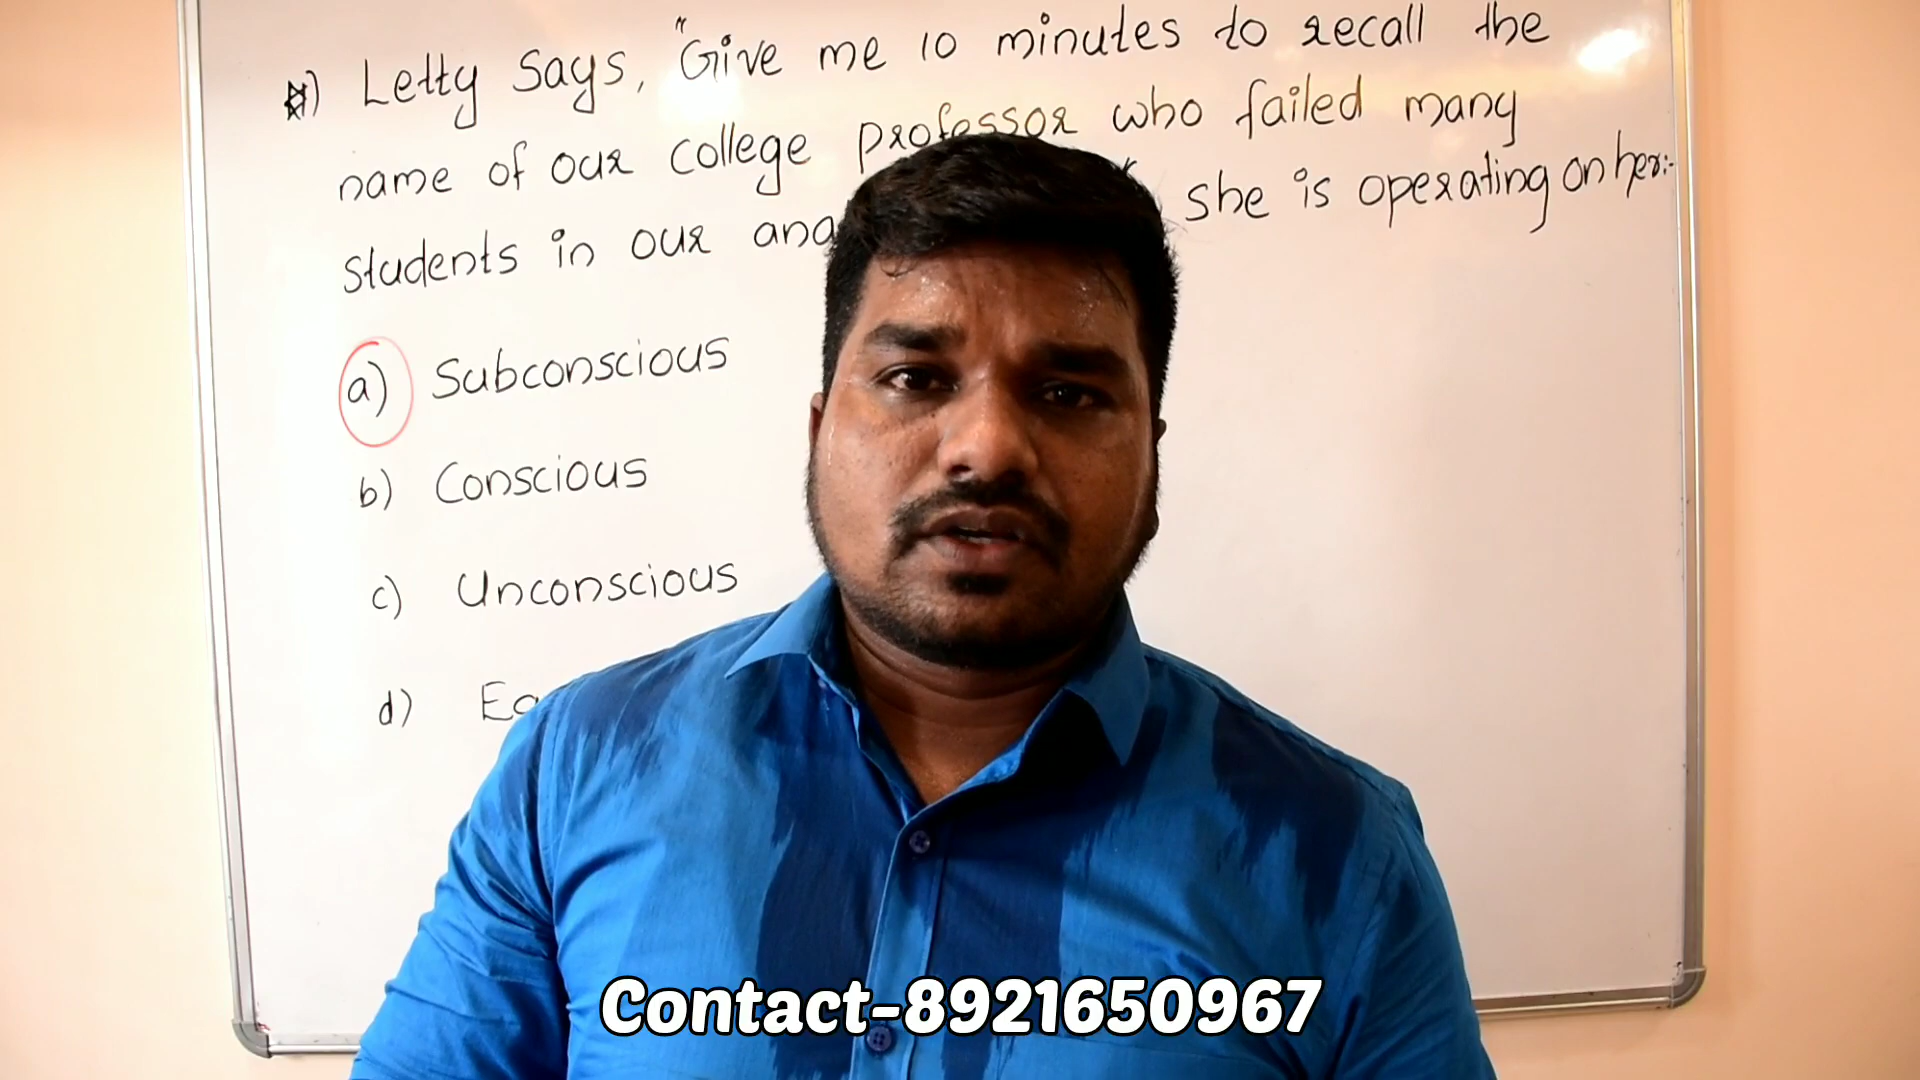 Letty Says, "Give me 10 minutes to recall the
name of our college professor who failed many
students in our ana she is operating on her:-
a) Subconscious
b) Conscious
c) Unconscious
d)
Contact-8921650967